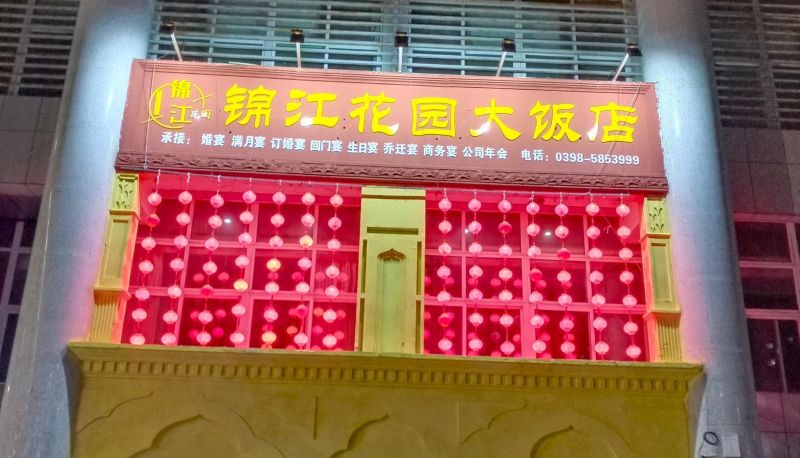 锦江花园
锦江花园大饭店
承接: 婚宴 满月宴 订婚宴 回门宴 生日宴 乔迁宴 商务宴 公司年会 电话: 0398-5853999